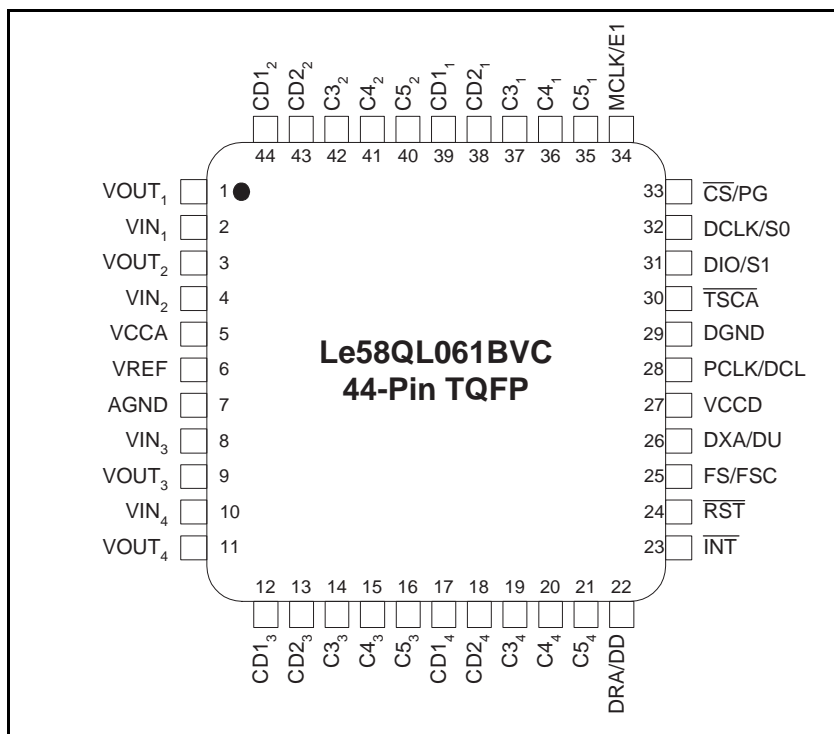 CD1₂ CD2₂ C3₂ C4₂ C5₂ CD1₁ CD2₁ C3₁ C4₁ C5₁ MCLK/E1
44 43 42 41 40 39 38 37 36 35 34
VOUT₁ 1 33 C̅S̅/PG
VIN₁ 2 32 DCLK/S0
VOUT₂ 3 31 DIO/S1
VIN₂ 4 30 T̅S̅C̅A̅
VCCA 5 29 DGND
Le58QL061BVC
VREF 6 28 PCLK/DCL
44-Pin TQFP
AGND 7 27 VCCD
VIN₃ 8 26 DXA/DU
VOUT₃ 9 25 FS/FSC
VIN₄ 10 24 R̅S̅T̅
VOUT₄ 11 23 I̅N̅T̅
12 13 14 15 16 17 18 19 20 21 22
CD1₃ CD2₃ C3₃ C4₃ C5₃ CD1₄ CD2₄ C3₄ C4₄ C5₄ DRA/DD